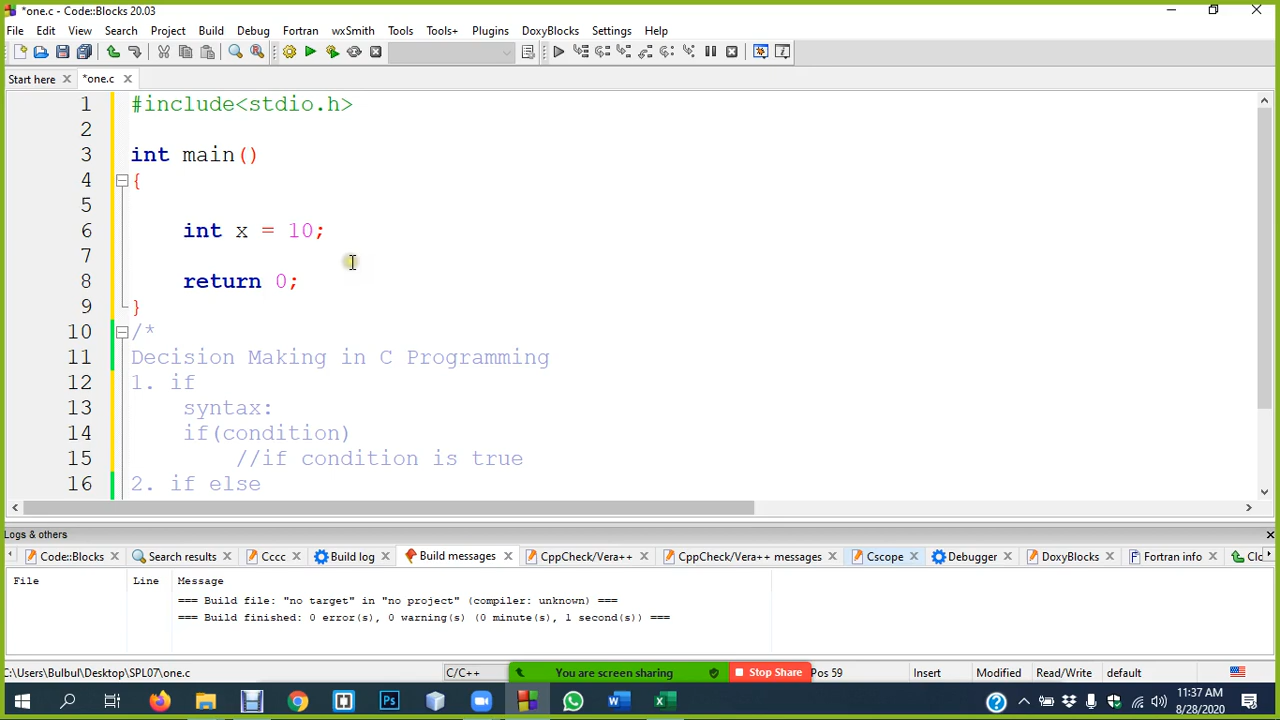 *one.c - Code::Blocks 20.03
File Edit View Search Project Build Debug Fortran wxSmith Tools Tools+ Plugins DoxyBlocks Settings Help
Start here *one.c
1 #include<stdio.h>
2
3 int main()
4 {
5
6 int x = 10;
7
8 return 0;
9 }
10 /*
11 Decision Making in C Programming
12 1. if
13 syntax:
14 if(condition)
15 //if condition is true
16 2. if else
Logs & others
Code::Blocks Search results Cccc Build log Build messages CppCheck/Vera++ CppCheck/Vera++ messages Cscope Debugger DoxyBlocks Fortran info Clo
File Line Message
=== Build file: "no target" in "no project" (compiler: unknown) ===
=== Build finished: 0 error(s), 0 warning(s) (0 minute(s), 1 second(s)) ===
C:\Users\Bulbul\Desktop\SPL07\one.c C/C++ You are screen sharing Stop Share Pos 59 Insert Modified Read/Write default
11:37 AM
8/28/2020